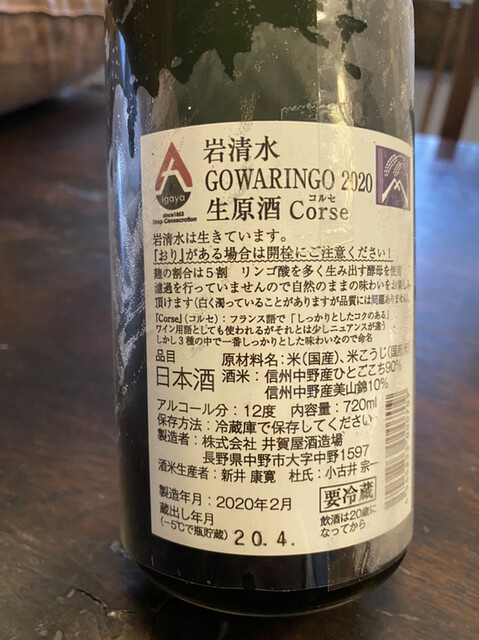 岩清水
GOWARINGO 2020
生原酒 Corse
コルセ
igaya
since1863
岩清水は生きています。
『おり』がある場合は開栓にご注意ください!
麹の割合は5割 リンゴ酸を多く生み出す酵母を使用
濾過を行っていませんので自然のままの味わいをお楽しみ
頂けます(白く濁っていることがありますが品質には問題ありません。
『Corse』(コルセ):フランス語で「しっかりとしたコクのある」
ワイン用語としても使われるがそれとは少しニュアンスが違う
しかし3種の中で一番しっかりとした味わいなので命名
品目
日本酒
原材料名:米(国産)、米こうじ(国産米)
酒米:信州中野産ひとごこち90%
信州中野産美山錦10%
アルコール分:12度 内容量:720ml
保存方法:冷蔵庫で保存してください
製造者:株式会社 井賀屋酒造場
長野県中野市大字中野1597
酒米生産者:新井 康寛 杜氏:小古井 宗一
製造年月:2020年2月
蔵出し年月
(−5℃で瓶貯蔵)
20.4.
要冷蔵
飲酒は20歳に
なってから